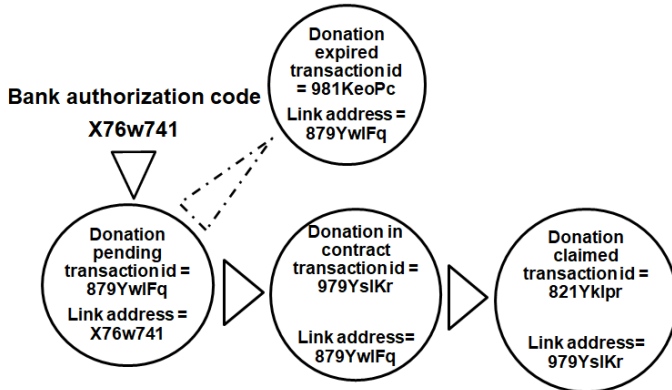 Donation
expired
transaction id
= 981KeoPc
Link address =
879YwlFq
Bank authorization code
X76w741
Donation
pending
transaction id =
879YwlFq
Link address =
X76w741
Donation in
contract
transaction id =
979YslKr
Link address=
879YwlFq
Donation
claimed
transaction id =
821Yklpr
Link address=
979YslKr